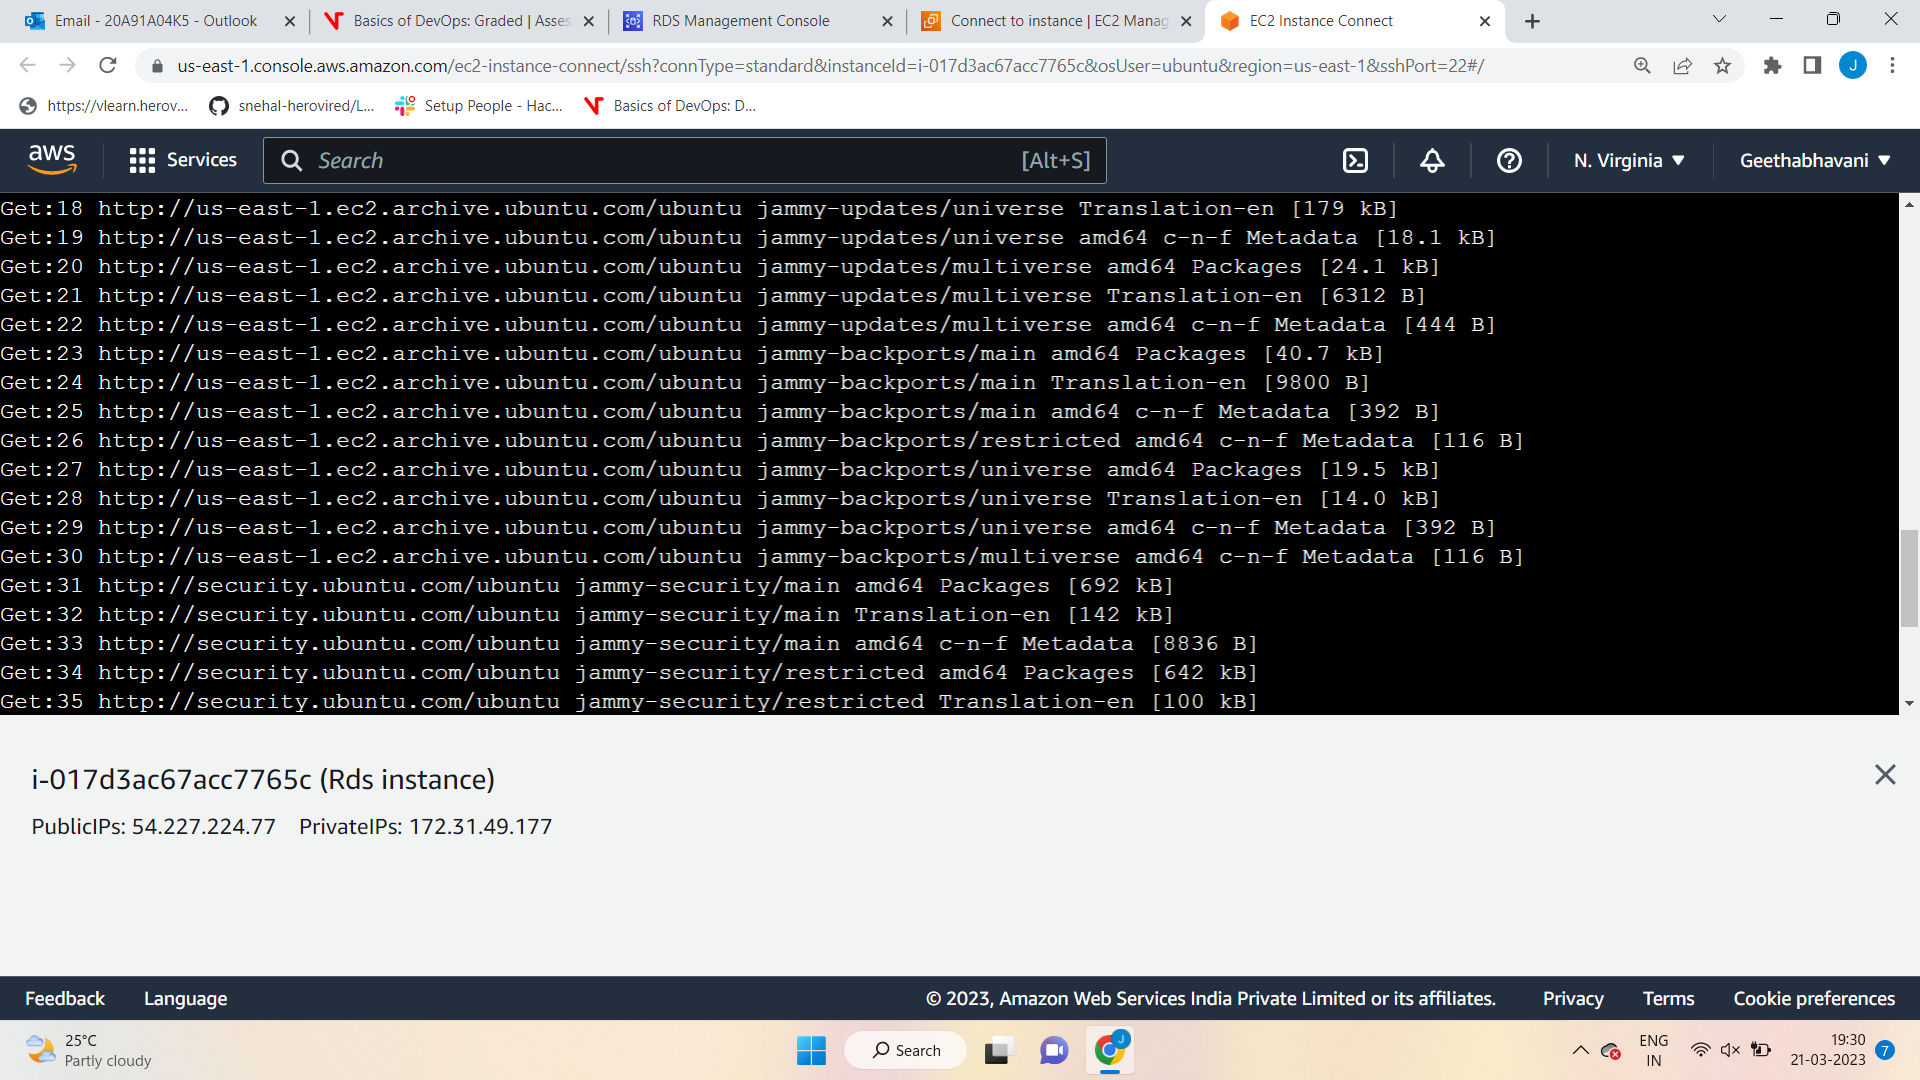 Email - 20A91A04K5 - Outlook
Basics of DevOps: Graded | Asses
RDS Management Console
Connect to instance | EC2 Manag
EC2 Instance Connect
us-east-1.console.aws.amazon.com/ec2-instance-connect/ssh?connType=standard&instanceId=i-017d3ac67acc7765c&osUser=ubuntu&region=us-east-1&sshPort=22#/
J
https://vlearn.herov...
snehal-herovired/L...
Setup People - Hac...
Basics of DevOps: D...
aws
Services
Search
[Alt+S]
N. Virginia
Geethabhavani
Get:18 http://us-east-1.ec2.archive.ubuntu.com/ubuntu jammy-updates/universe Translation-en [179 kB]
Get:19 http://us-east-1.ec2.archive.ubuntu.com/ubuntu jammy-updates/universe amd64 c-n-f Metadata [18.1 kB]
Get:20 http://us-east-1.ec2.archive.ubuntu.com/ubuntu jammy-updates/multiverse amd64 Packages [24.1 kB]
Get:21 http://us-east-1.ec2.archive.ubuntu.com/ubuntu jammy-updates/multiverse Translation-en [6312 B]
Get:22 http://us-east-1.ec2.archive.ubuntu.com/ubuntu jammy-updates/multiverse amd64 c-n-f Metadata [444 B]
Get:23 http://us-east-1.ec2.archive.ubuntu.com/ubuntu jammy-backports/main amd64 Packages [40.7 kB]
Get:24 http://us-east-1.ec2.archive.ubuntu.com/ubuntu jammy-backports/main Translation-en [9800 B]
Get:25 http://us-east-1.ec2.archive.ubuntu.com/ubuntu jammy-backports/main amd64 c-n-f Metadata [392 B]
Get:26 http://us-east-1.ec2.archive.ubuntu.com/ubuntu jammy-backports/restricted amd64 c-n-f Metadata [116 B]
Get:27 http://us-east-1.ec2.archive.ubuntu.com/ubuntu jammy-backports/universe amd64 Packages [19.5 kB]
Get:28 http://us-east-1.ec2.archive.ubuntu.com/ubuntu jammy-backports/universe Translation-en [14.0 kB]
Get:29 http://us-east-1.ec2.archive.ubuntu.com/ubuntu jammy-backports/universe amd64 c-n-f Metadata [392 B]
Get:30 http://us-east-1.ec2.archive.ubuntu.com/ubuntu jammy-backports/multiverse amd64 c-n-f Metadata [116 B]
Get:31 http://security.ubuntu.com/ubuntu jammy-security/main amd64 Packages [692 kB]
Get:32 http://security.ubuntu.com/ubuntu jammy-security/main Translation-en [142 kB]
Get:33 http://security.ubuntu.com/ubuntu jammy-security/main amd64 c-n-f Metadata [8836 B]
Get:34 http://security.ubuntu.com/ubuntu jammy-security/restricted amd64 Packages [642 kB]
Get:35 http://security.ubuntu.com/ubuntu jammy-security/restricted Translation-en [100 kB]
i-017d3ac67acc7765c (Rds instance)
PublicIPs: 54.227.224.77 PrivateIPs: 172.31.49.177
Feedback
Language
© 2023, Amazon Web Services India Private Limited or its affiliates.
Privacy
Terms
Cookie preferences
25°C
Partly cloudy
Search
J
ENG
IN
19:30
21-03-2023
7